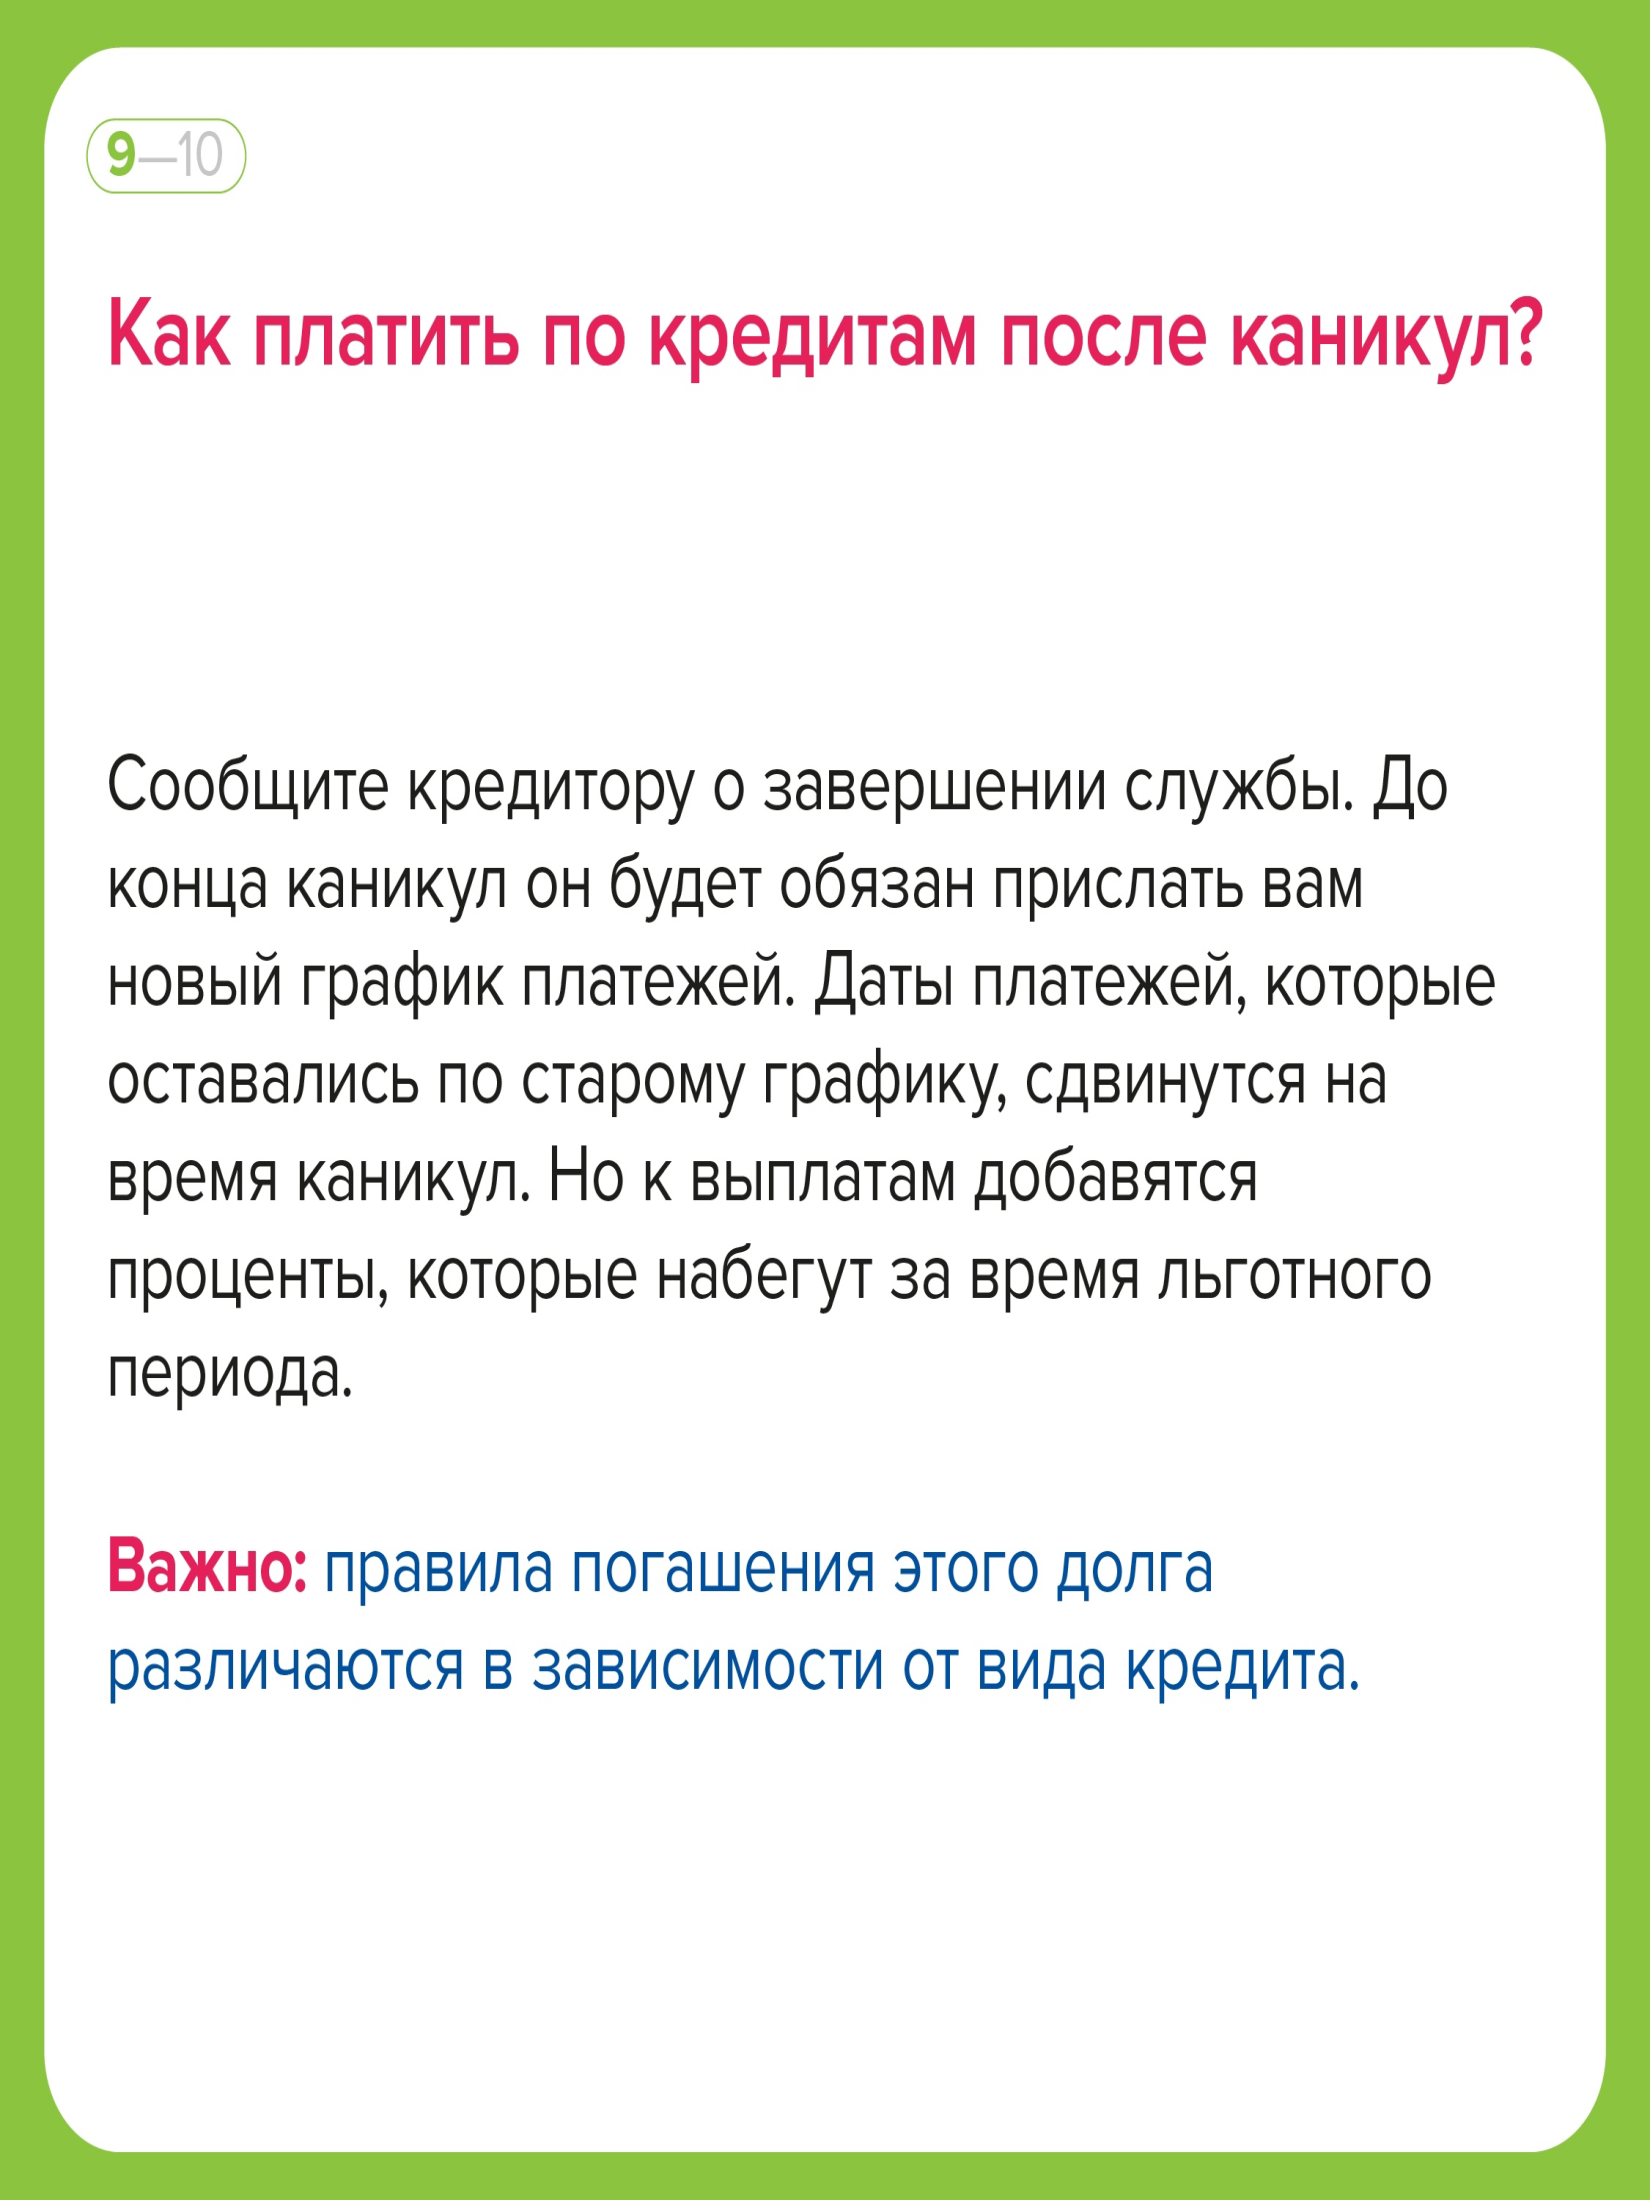 9—10
Как платить по кредитам после каникул?
Сообщите кредитору о завершении службы. До
конца каникул он будет обязан прислать вам
новый график платежей. Даты платежей, которые
оставались по старому графику, сдвинутся на
время каникул. Но к выплатам добавятся
проценты, которые набегут за время льготного
периода.
Важно: правила погашения этого долга
различаются в зависимости от вида кредита.